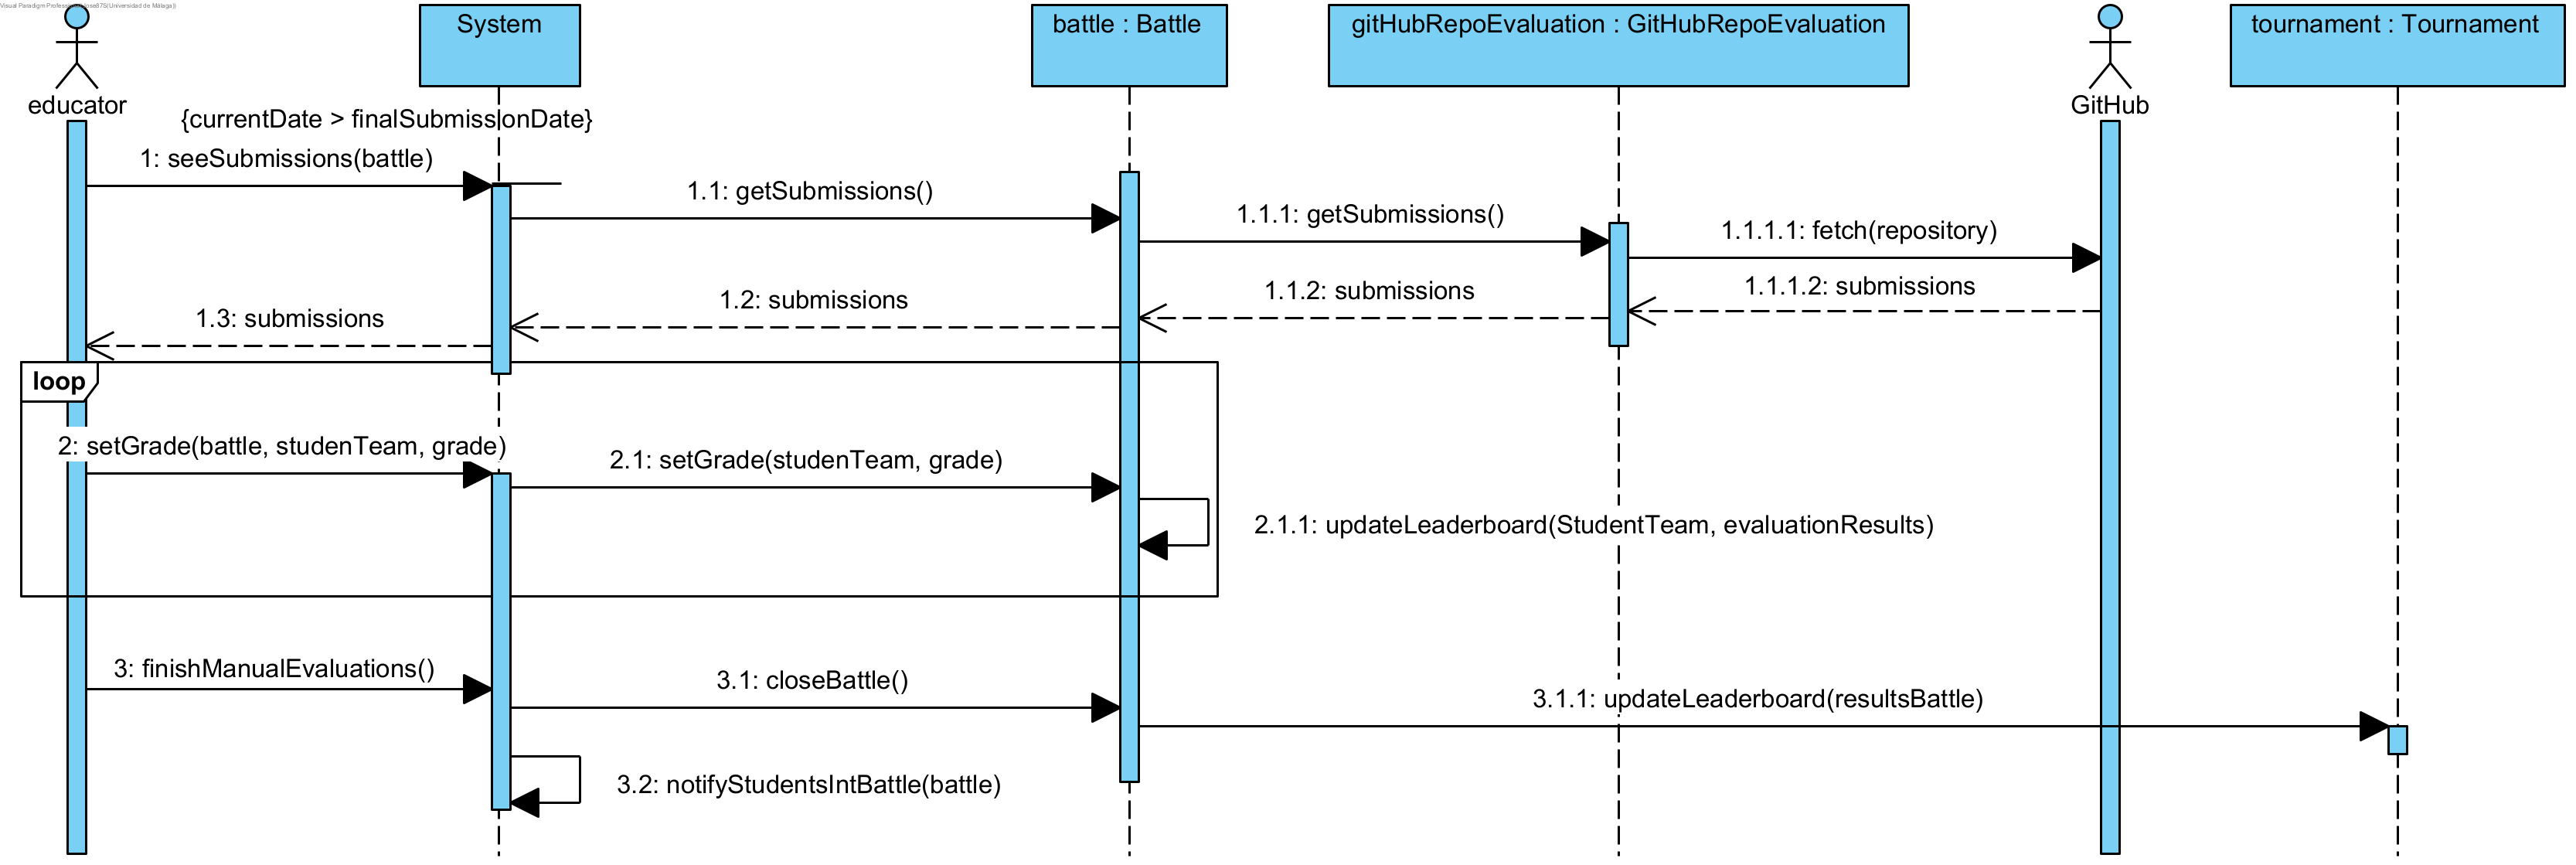 Visual Paradigm Professional(Jose875(Universidad de Málaga))
educator
System
battle : Battle
gitHubRepoEvaluation : GitHubRepoEvaluation
GitHub
tournament : Tournament
{currentDate > finalSubmissionDate}
1: seeSubmissions(battle)
1.1: getSubmissions()
1.1.1: getSubmissions()
1.1.1.1: fetch(repository)
1.1.1.2: submissions
1.1.2: submissions
1.2: submissions
1.3: submissions
loop
2: setGrade(battle, studenTeam, grade)
2.1: setGrade(studenTeam, grade)
2.1.1: updateLeaderboard(StudentTeam, evaluationResults)
3: finishManualEvaluations()
3.1: closeBattle()
3.1.1: updateLeaderboard(resultsBattle)
3.2: notifyStudentsIntBattle(battle)